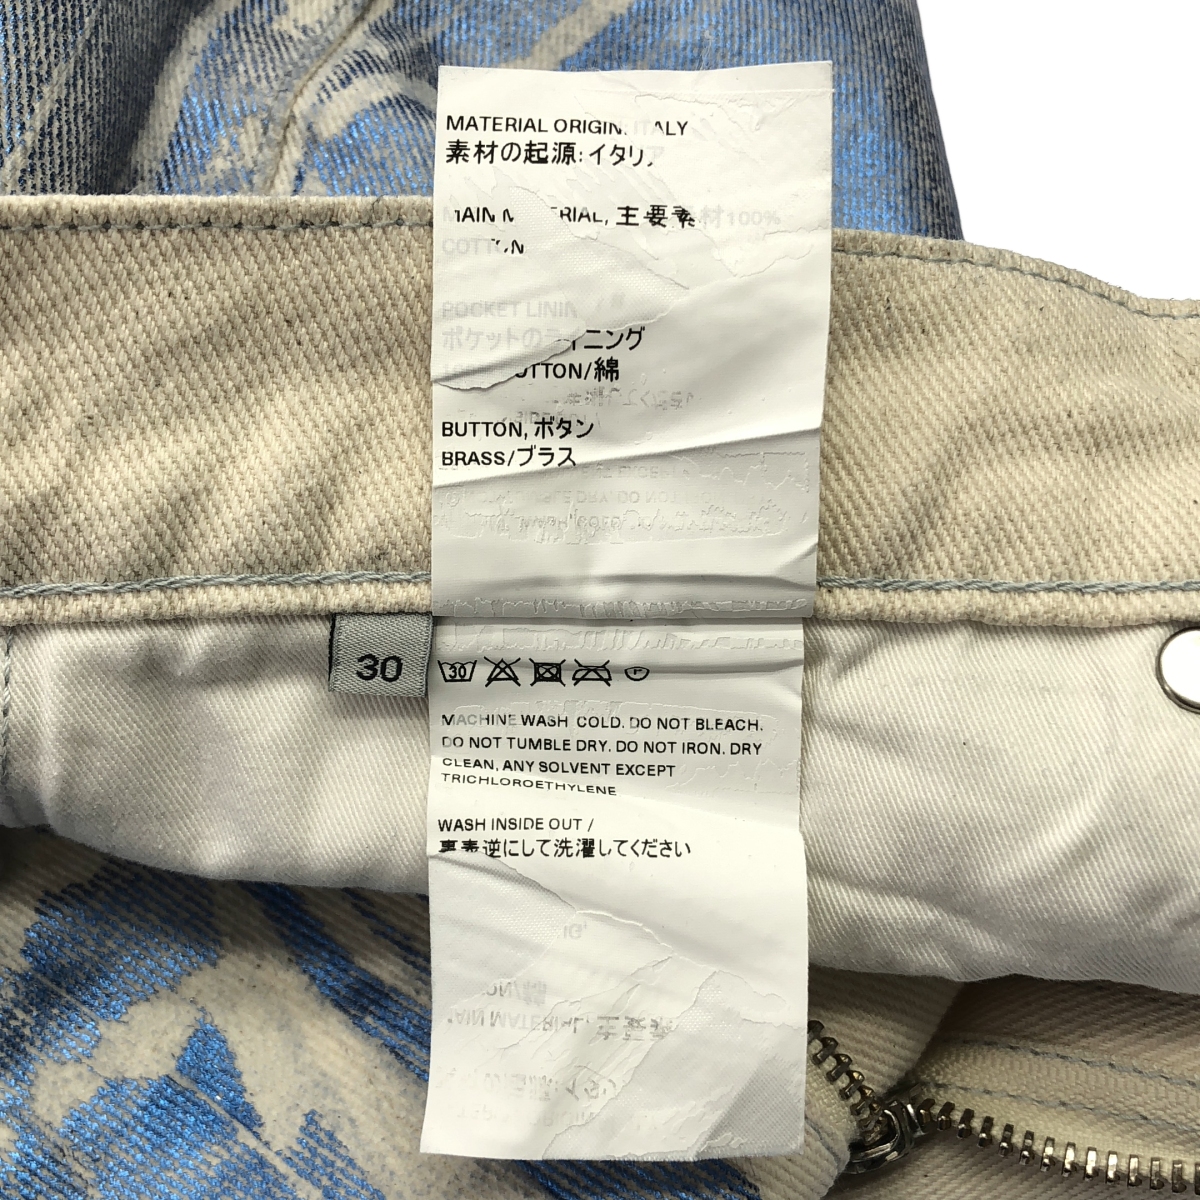 MATERIAL ORIGIN, ITALY
素材の起源:イタリ
MATERIAL, 主要素材100%
COTTON
POCKET LINING
ポケットのライニング
COTTON/綿
BUTTON, ボタン
BRASS/ブラス
30
30
P
MACHINE WASH COLD. DO NOT BLEACH.
DO NOT TUMBLE DRY. DO NOT IRON. DRY
CLEAN, ANY SOLVENT EXCEPT
TRICHLOROETHYLENE
WASH INSIDE OUT /
裏表逆にして洗濯してください